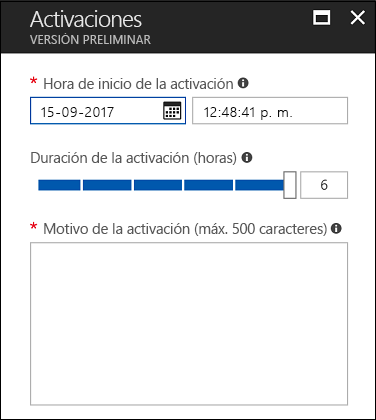 Activaciones
VERSIÓN PRELIMINAR
* Hora de inicio de la activación
15-09-2017 12:48:41 p. m.
Duración de la activación (horas)
6
* Motivo de la activación (máx. 500 caracteres)